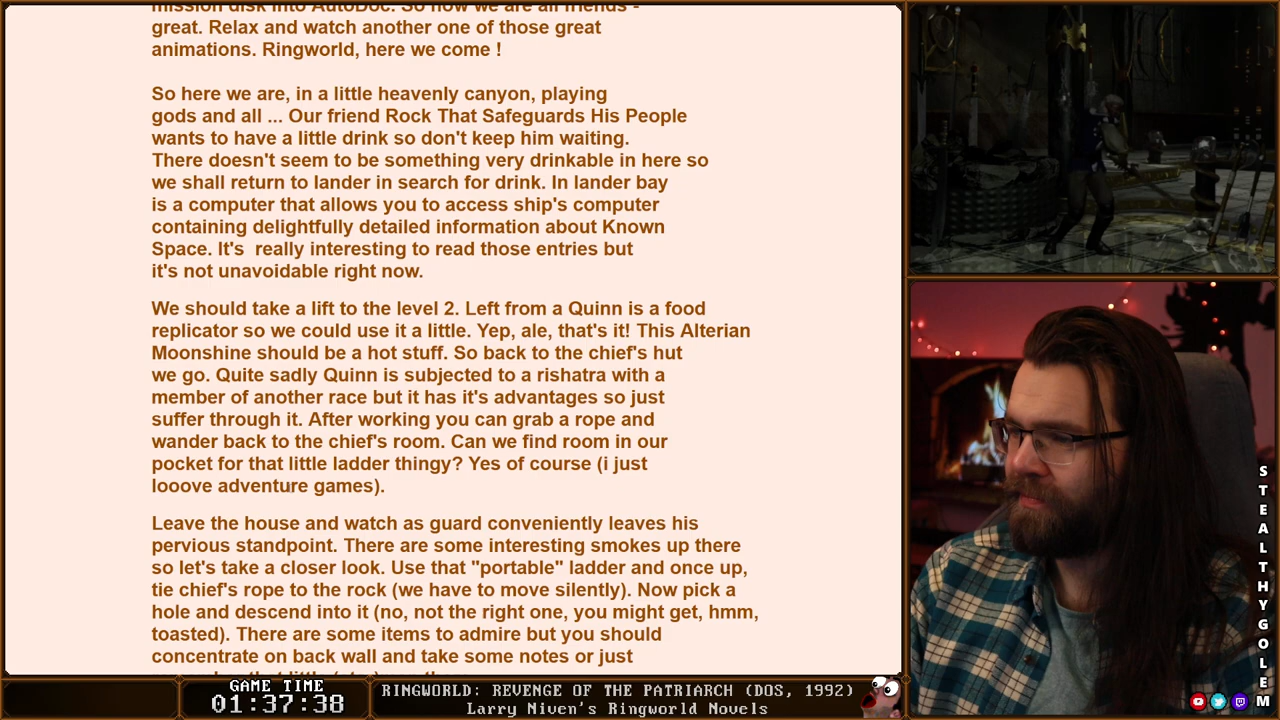 mission disk into AutoDoc. So now we are all friends -
great. Relax and watch another one of those great
animations. Ringworld, here we come !
So here we are, in a little heavenly canyon, playing
gods and all ... Our friend Rock That Safeguards His People
wants to have a little drink so don't keep him waiting.
There doesn't seem to be something very drinkable in here so
we shall return to lander in search for drink. In lander bay
is a computer that allows you to access ship's computer
containing delightfully detailed information about Known
Space. It's  really interesting to read those entries but
it's not unavoidable right now.
We should take a lift to the level 2. Left from a Quinn is a food
replicator so we could use it a little. Yep, ale, that's it! This Alterian
Moonshine should be a hot stuff. So back to the chief's hut
we go. Quite sadly Quinn is subjected to a rishatra with a
member of another race but it has it's advantages so just
suffer through it. After working you can grab a rope and
wander back to the chief's room. Can we find room in our
pocket for that little ladder thingy? Yes of course (i just
looove adventure games).
Leave the house and watch as guard conveniently leaves his
pervious standpoint. There are some interesting smokes up there
so let's take a closer look. Use that "portable" ladder and once up,
tie chief's rope to the rock (we have to move silently). Now pick a
hole and descend into it (no, not the right one, you might get, hmm,
toasted). There are some items to admire but you should
concentrate on back wall and take some notes or just
GAME TIME
01:37:38
RINGWORLD: REVENGE OF THE PATRIARCH (DOS, 1992)
Larry Niven's Ringworld Novels
STEALTHYGOLEM